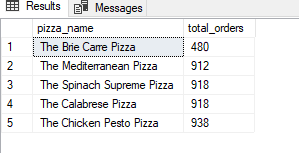 Results Messages
pizza_name total_orders
1 The Brie Carre Pizza 480
2 The Mediterranean Pizza 912
3 The Spinach Supreme Pizza 918
4 The Calabrese Pizza 918
5 The Chicken Pesto Pizza 938